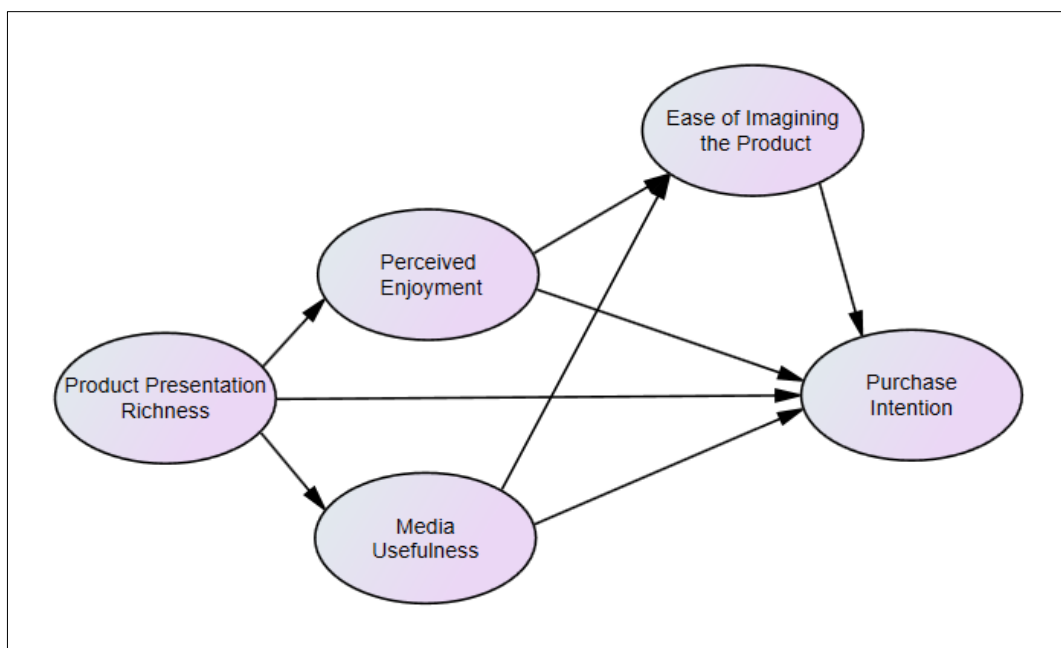 Ease of Imagining
the Product
Perceived
Enjoyment
Product Presentation
Richness
Purchase
Intention
Media
Usefulness